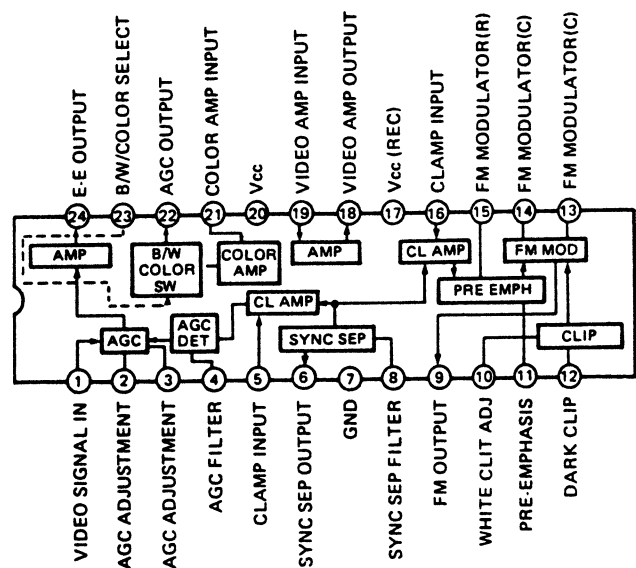 E-E OUTPUT
B/W/COLOR SELECT
AGC OUTPUT
COLOR AMP INPUT
Vcc
VIDEO AMP INPUT
VIDEO AMP OUTPUT
Vcc (REC)
CLAMP INPUT
FM MODULATOR(R)
FM MODULATOR(C)
FM MODULATOR(C)
24 23 22 21 20 19 18 17 16 15 14 13
AMP
B/W
COLOR
SW
COLOR
AMP
AMP
CL AMP
FM MOD
PRE EMPH
CL AMP
AGC
AGC
DET
SYNC SEP
CLIP
1 2 3 4 5 6 7 8 9 10 11 12
VIDEO SIGNAL IN
AGC ADJUSTMENT
AGC ADJUSTMENT
AGC FILTER
CLAMP INPUT
SYNC SEP OUTPUT
GND
SYNC SEP FILTER
FM OUTPUT
WHITE CLIT ADJ
PRE-EMPHASIS
DARK CLIP